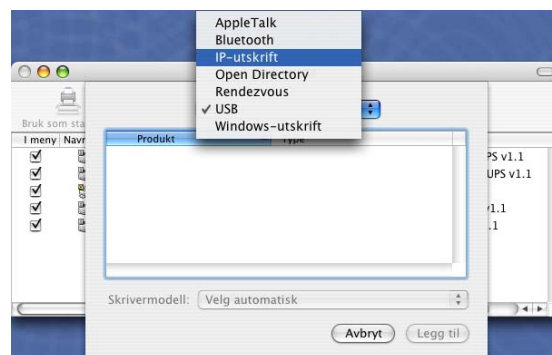 AppleTalk
Bluetooth
IP-utskrift
Open Directory
Rendezvous
✓ USB
Windows-utskrift
Bruk som sta
I meny Navr
Produkt
Type
PS v1.1
UPS v1.1
v1.1
.1
Skrivermodell: Velg automatisk
Avbryt Legg til